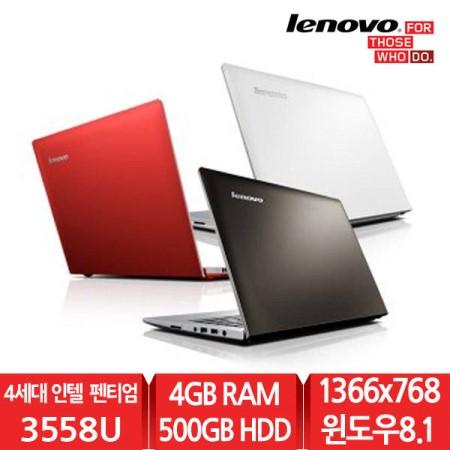 lenovo FOR
THOSE
WHO DO.
lenovo
lenovo
lenovo
4세대 인텔 펜티엄
3558U
4GB RAM
500GB HDD
1366x768
윈도우8.1